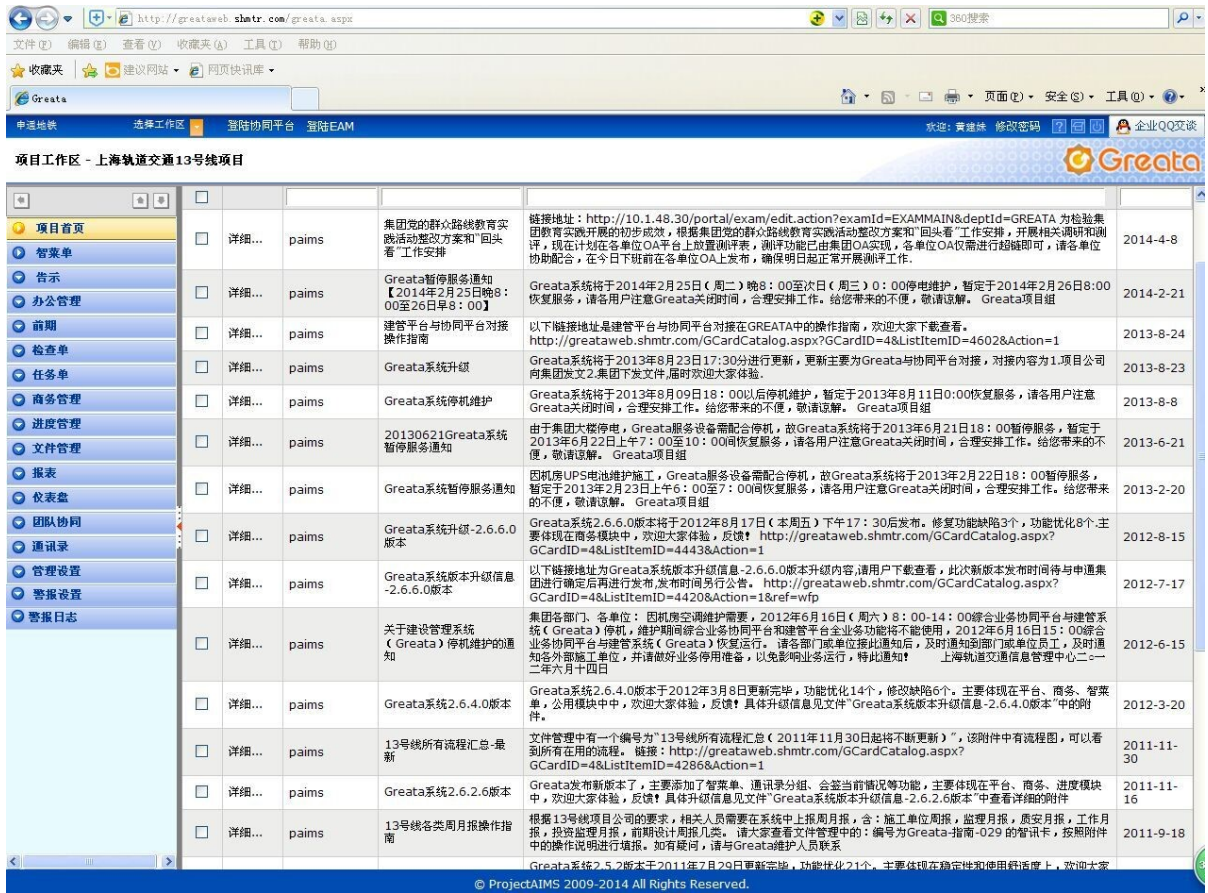 http://greataweb.shmtr.com/greata.aspx
360搜索
文件(F) 编辑(E) 查看(V) 收藏夹(A) 工具(T) 帮助(H)
收藏夹 建议网站 网页快讯库
Greata
页面(P) 安全(S) 工具(O)
申通地铁 选择工作区 登陆协同平台 登陆EAM
欢迎: 黄建妹 修改密码 企业QQ交谈
项目工作区 - 上海轨道交通13号线项目
Greata
项目首页
智菜单
告示
办公管理
前期
检查单
任务单
商务管理
进度管理
文件管理
报表
仪表盘
团队协同
通讯录
管理设置
警报设置
警报日志
详细... paims
集团党的群众路线教育实
践活动整改方案和"回头
看"工作安排
链接地址：http://10.1.48.30/portal/exam/edit.action?examId=EXAMMAIN&deptId=GREATA 为检验集
团教育实践开展的初步成效，根据集团党的群众路线教育实践活动整改方案和"回头看"工作安排，开展相关调研和测
评，现在计划在各单位OA平台上放置测评表，测评功能已由集团OA实现，各单位OA仅需进行超链即可，请各单位
协助配合，在今日下班前在各单位OA上发布，确保明日起正常开展测评工作.
2014-4-8
详细... paims
Greata暂停服务通知
【2014年2月25日晚8：
00至26日早8：00】
Greata系统将于2014年2月25日（周二）晚8：00至次日（周三）0：00停电维护，暂定于2014年2月26日8:00
恢复服务，请各用户注意Greata关闭时间，合理安排工作。给您带来的不便，敬请谅解。 Greata项目组
2014-2-21
详细... paims
建管平台与协同平台对接
操作指南
以下链接地址是建管平台与协同平台对接在GREATA中的操作指南，欢迎大家下载查看。
http://greataweb.shmtr.com/GCardCatalog.aspx?GCardID=4&ListItemID=4602&Action=1
2013-8-24
详细... paims
Greata系统升级
Greata系统将于2013年8月23日17:30分进行更新，更新主要为Greata与协同平台对接，对接内容为1.项目公司
向集团发文2.集团下发文件,届时欢迎大家体验.
2013-8-23
详细... paims
Greata系统停机维护
Greata系统将于2013年8月09日18：00以后停机维护，暂定于2013年8月11日0:00恢复服务，请各用户注意
Greata关闭时间，合理安排工作。给您带来的不便，敬请谅解。 Greata项目组
2013-8-8
详细... paims
20130621Greata系统
暂停服务通知
由于集团大楼停电，Greata服务设备需配合停机，故Greata系统将于2013年6月21日18：00暂停服务，暂定于
2013年6月22日上午7：00至10：00间恢复服务，请各用户注意Greata关闭时间，合理安排工作。给您带来的不
便，敬请谅解。 Greata项目组
2013-6-21
详细... paims
Greata系统暂停服务通知
因机房UPS电池维护施工，Greata服务设备需配合停机，故Greata系统将于2013年2月22日18：00暂停服务，
暂定于2013年2月23日上午6：00至7：00间恢复服务，请各用户注意Greata关闭时间，合理安排工作。给您带来
的不便，敬请谅解。 Greata项目组
2013-2-20
详细... paims
Greata系统升级-2.6.6.0
版本
Greata系统2.6.6.0版本将于2012年8月17日（本周五）下午17：30后发布。修复功能缺陷3个，功能优化8个.主
要体现在商务模块中，欢迎大家体验，反馈！ http://greataweb.shmtr.com/GCardCatalog.aspx?
GCardID=4&ListItemID=4443&Action=1
2012-8-15
详细... paims
Greata系统版本升级信息
-2.6.6.0版本
以下链接地址为Greata系统版本升级信息-2.6.6.0版本升级内容,请用户下载查看，此次新版本发布时间待与申通集
团进行确定后再进行发布,发布时间另行公告。 http://greataweb.shmtr.com/GCardCatalog.aspx?
GCardID=4&ListItemID=4420&Action=1&ref=wfp
2012-7-17
详细... paims
关于建设管理系统
（Greata）停机维护的通
知
集团各部门、各单位： 因机房空调维护需要，2012年6月16日（周六）8：00-14：00综合业务协同平台与建管系
统（Greata）停机，维护期间综合业务协同平台和建管平台全业务功能将不能使用，2012年6月16日15：00综合
业务协同平台与建管系统（Greata）恢复运行。 请各部门或单位接此通知后，及时通知到部门或单位员工，及时通
知各外部施工单位，并请做好业务停用准备，以免影响业务运行，特此通知！ 上海轨道交通信息管理中心二○一
二年六月十四日
2012-6-15
详细... paims
Greata系统2.6.4.0版本
Greata系统2.6.4.0版本于2012年3月8日更新完毕，功能优化14个，修改缺陷6个。主要体现在平台、商务、智菜
单，公用模块中中，欢迎大家体验，反馈！具体升级信息见文件"Greata系统版本升级信息-2.6.4.0版本"中的附
件。
2012-3-20
详细... paims
13号线所有流程汇总-最
新
文件管理中有一个编号为"13号线所有流程汇总（2011年11月30日起将不断更新）"，该附件中有流程图，可以看
到所有在用的流程。 链接：http://greataweb.shmtr.com/GCardCatalog.aspx?
GCardID=4&ListItemID=4286&Action=1
2011-11-
30
详细... paims
Greata系统2.6.2.6版本
Greata发布新版本了，主要添加了智菜单、通讯录分组、会签当前情况等功能，主要体现在平台、商务、进度模块
中，欢迎大家体验，反馈！具体升级信息见文件"Greata系统版本升级信息-2.6.2.6版本"中查看详细的附件
2011-11-
16
详细... paims
13号线各类周月报操作指
南
根据13号线项目公司的要求，相关人员需要在系统中上报周月报，含：施工单位周报，监理月报，质安月报，工作月
报，投资监理月报，前期设计周报几类。 请大家查看文件管理中的：编号为Greata-指南-029 的智讯卡，按照附件
中的操作说明进行填报。如有疑问，请与Greata维护人员联系
2011-9-18
Greata系统2.5.2版本于2011年7月29日更新完毕，功能优化21个。主要体现在稳定性和使用舒适度上，欢迎大家
© ProjectAIMS 2009-2014 All Rights Reserved.